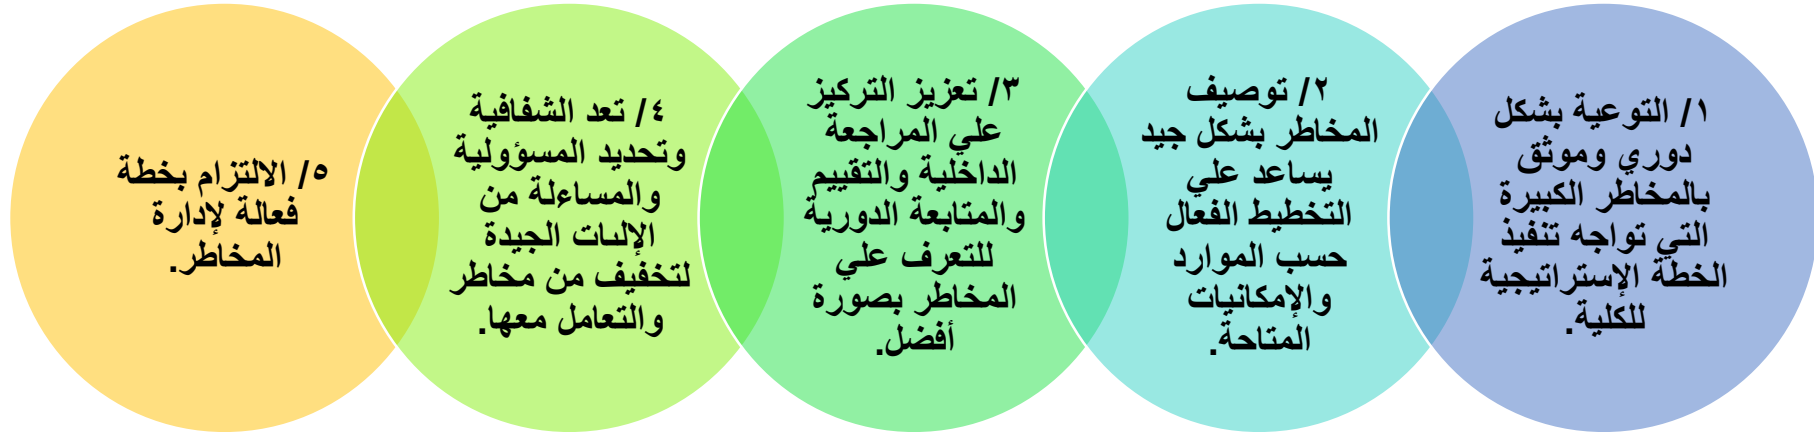 ١/ التوعية بشكل
دوري وموثق
بالمخاطر الكبيرة
التي تواجه تنفيذ
الخطة الإستراتيجية
للكلية.
٢/ توصيف
المخاطر بشكل جيد
يساعد علي
التخطيط الفعال
حسب الموارد
والإمكانيات
المتاحة.
٣/ تعزيز التركيز
علي المراجعة
الداخلية والتقييم
والمتابعة الدورية
للتعرف علي
المخاطر بصورة
أفضل.
٤/ تعد الشفافية
وتحديد المسؤولية
والمساءلة من
الإليات الجيدة
لتخفيف من مخاطر
والتعامل معها.
٥/ الالتزام بخطة
فعالة لإدارة
المخاطر.